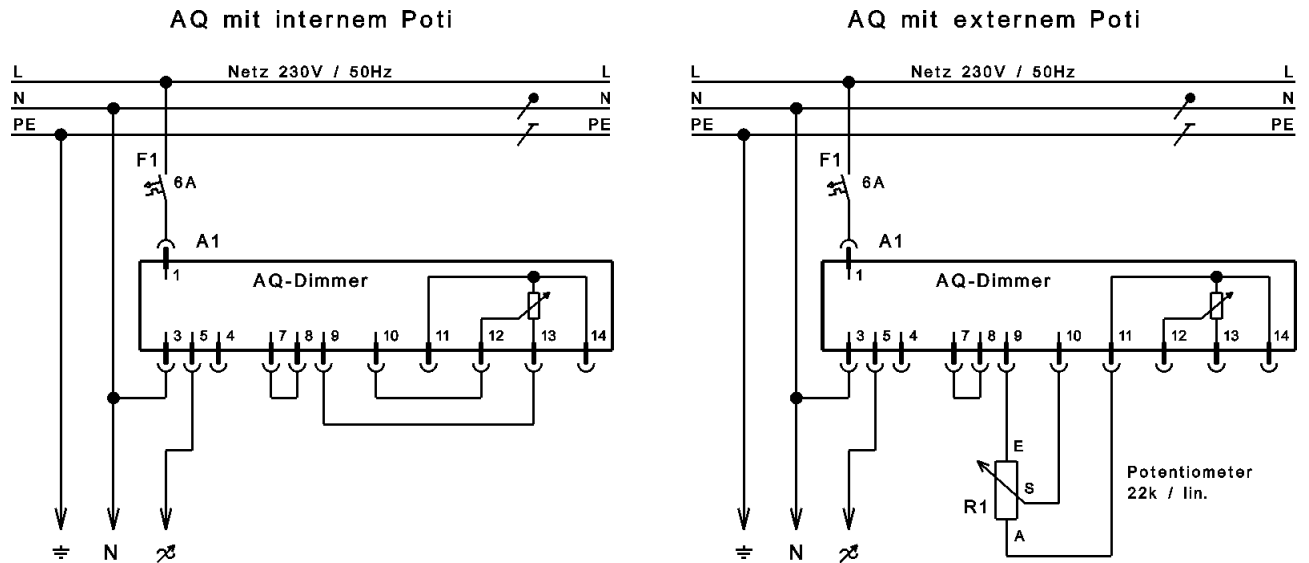 AQ mit internem Poti
L Netz 230V / 50Hz L
N N
PE PE
F1
6A
A1
1
AQ-Dimmer
3 5 4 7 8 9 10 11 12 13 14
N
AQ mit externem Poti
L Netz 230V / 50Hz L
N N
PE PE
F1
6A
A1
1
AQ-Dimmer
3 5 4 7 8 9 10 11 12 13 14
E
S
R1
A
Potentiometer
22k / lin.
N